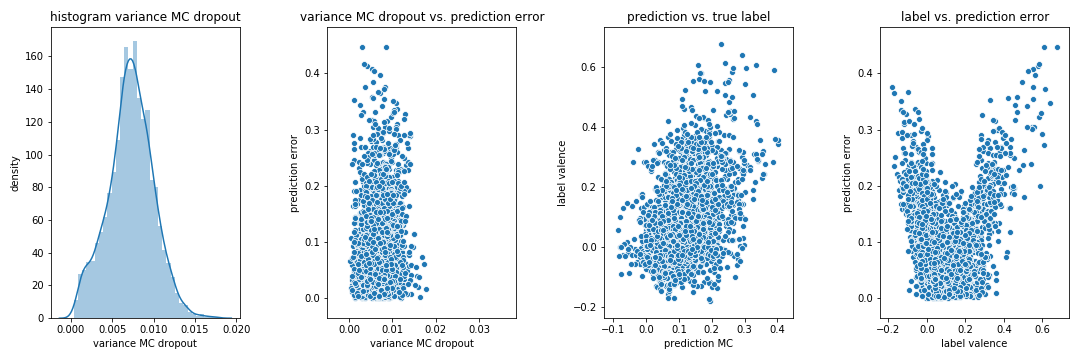 histogram variance MC dropout
density
160
140
120
100
80
60
40
20
0
0.000 0.005 0.010 0.015 0.020
variance MC dropout
variance MC dropout vs. prediction error
prediction error
0.4
0.3
0.2
0.1
0.0
0.00 0.01 0.02 0.03
variance MC dropout
prediction vs. true label
label valence
0.6
0.4
0.2
0.0
−0.2
−0.1 0.0 0.1 0.2 0.3 0.4
prediction MC
label vs. prediction error
prediction error
0.4
0.3
0.2
0.1
0.0
−0.2 0.0 0.2 0.4 0.6
label valence